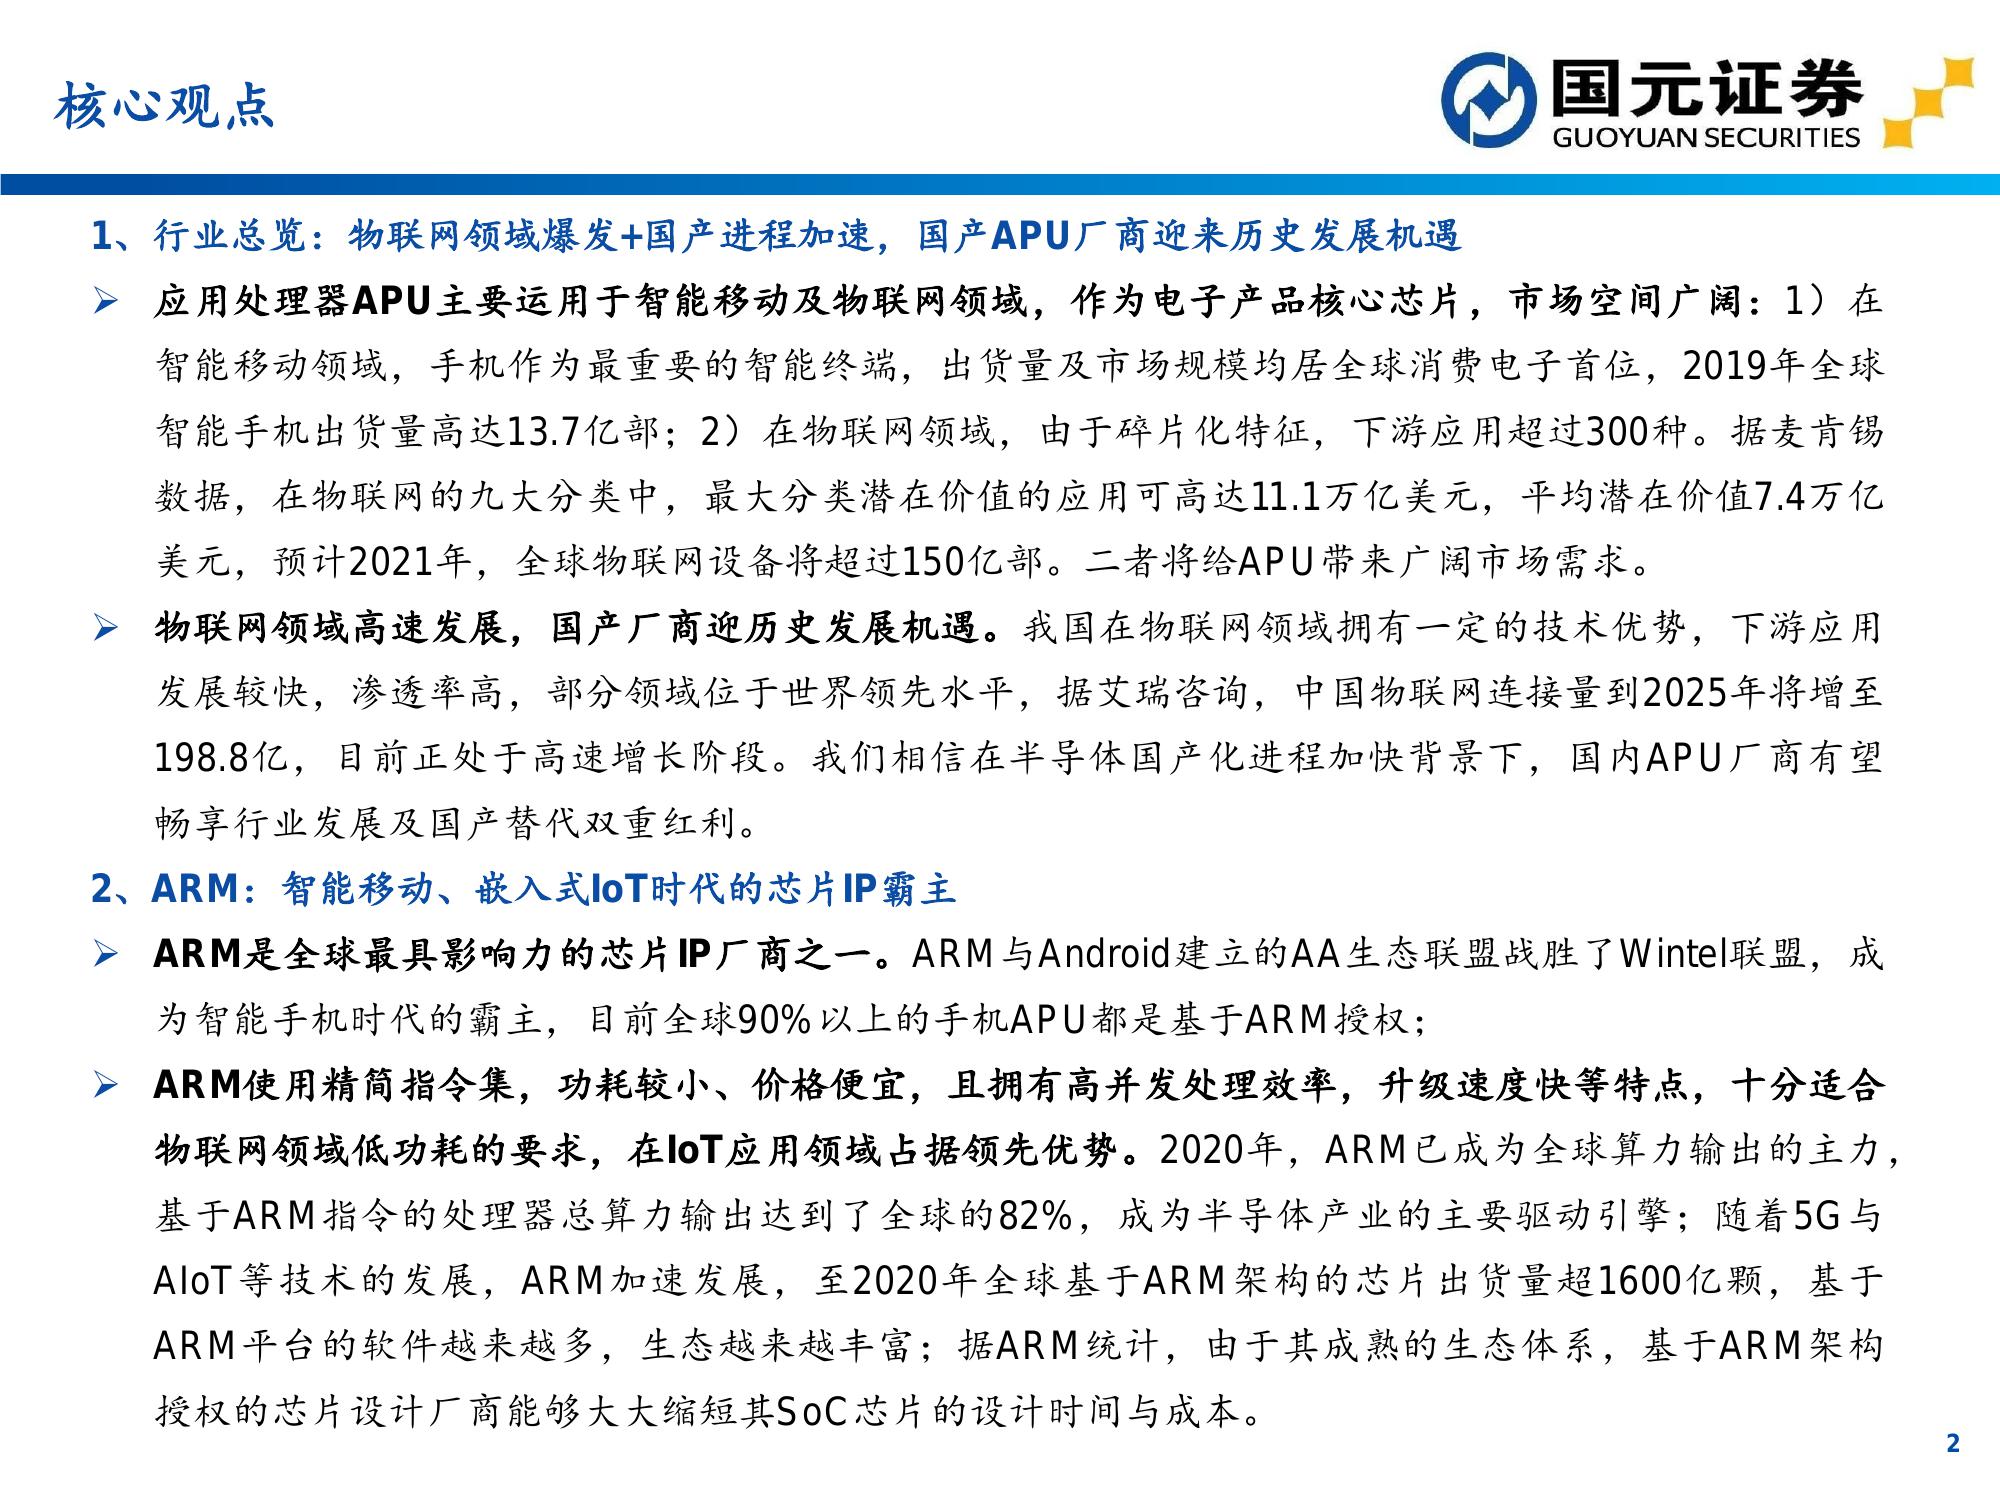 核心观点
国元证券
GUOYUAN SECURITIES
1、行业总览：物联网领域爆发+国产进程加速，国产APU厂商迎来历史发展机遇
➢ 应用处理器APU主要运用于智能移动及物联网领域，作为电子产品核心芯片，市场空间广阔：1）在
智能移动领域，手机作为最重要的智能终端，出货量及市场规模均居全球消费电子首位，2019年全球
智能手机出货量高达13.7亿部；2）在物联网领域，由于碎片化特征，下游应用超过300种。据麦肯锡
数据，在物联网的九大分类中，最大分类潜在价值的应用可高达11.1万亿美元，平均潜在价值7.4万亿
美元，预计2021年，全球物联网设备将超过150亿部。二者将给APU带来广阔市场需求。
➢ 物联网领域高速发展，国产厂商迎历史发展机遇。我国在物联网领域拥有一定的技术优势，下游应用
发展较快，渗透率高，部分领域位于世界领先水平，据艾瑞咨询，中国物联网连接量到2025年将增至
198.8亿，目前正处于高速增长阶段。我们相信在半导体国产化进程加快背景下，国内APU厂商有望
畅享行业发展及国产替代双重红利。
2、ARM：智能移动、嵌入式IoT时代的芯片IP霸主
➢ ARM是全球最具影响力的芯片IP厂商之一。ARM与Android建立的AA生态联盟战胜了Wintel联盟，成
为智能手机时代的霸主，目前全球90%以上的手机APU都是基于ARM授权；
➢ ARM使用精简指令集，功耗较小、价格便宜，且拥有高并发处理效率，升级速度快等特点，十分适合
物联网领域低功耗的要求，在IoT应用领域占据领先优势。2020年，ARM已成为全球算力输出的主力，
基于ARM指令的处理器总算力输出达到了全球的82%，成为半导体产业的主要驱动引擎；随着5G与
AIoT等技术的发展，ARM加速发展，至2020年全球基于ARM架构的芯片出货量超1600亿颗，基于
ARM平台的软件越来越多，生态越来越丰富；据ARM统计，由于其成熟的生态体系，基于ARM架构
授权的芯片设计厂商能够大大缩短其SoC芯片的设计时间与成本。
2